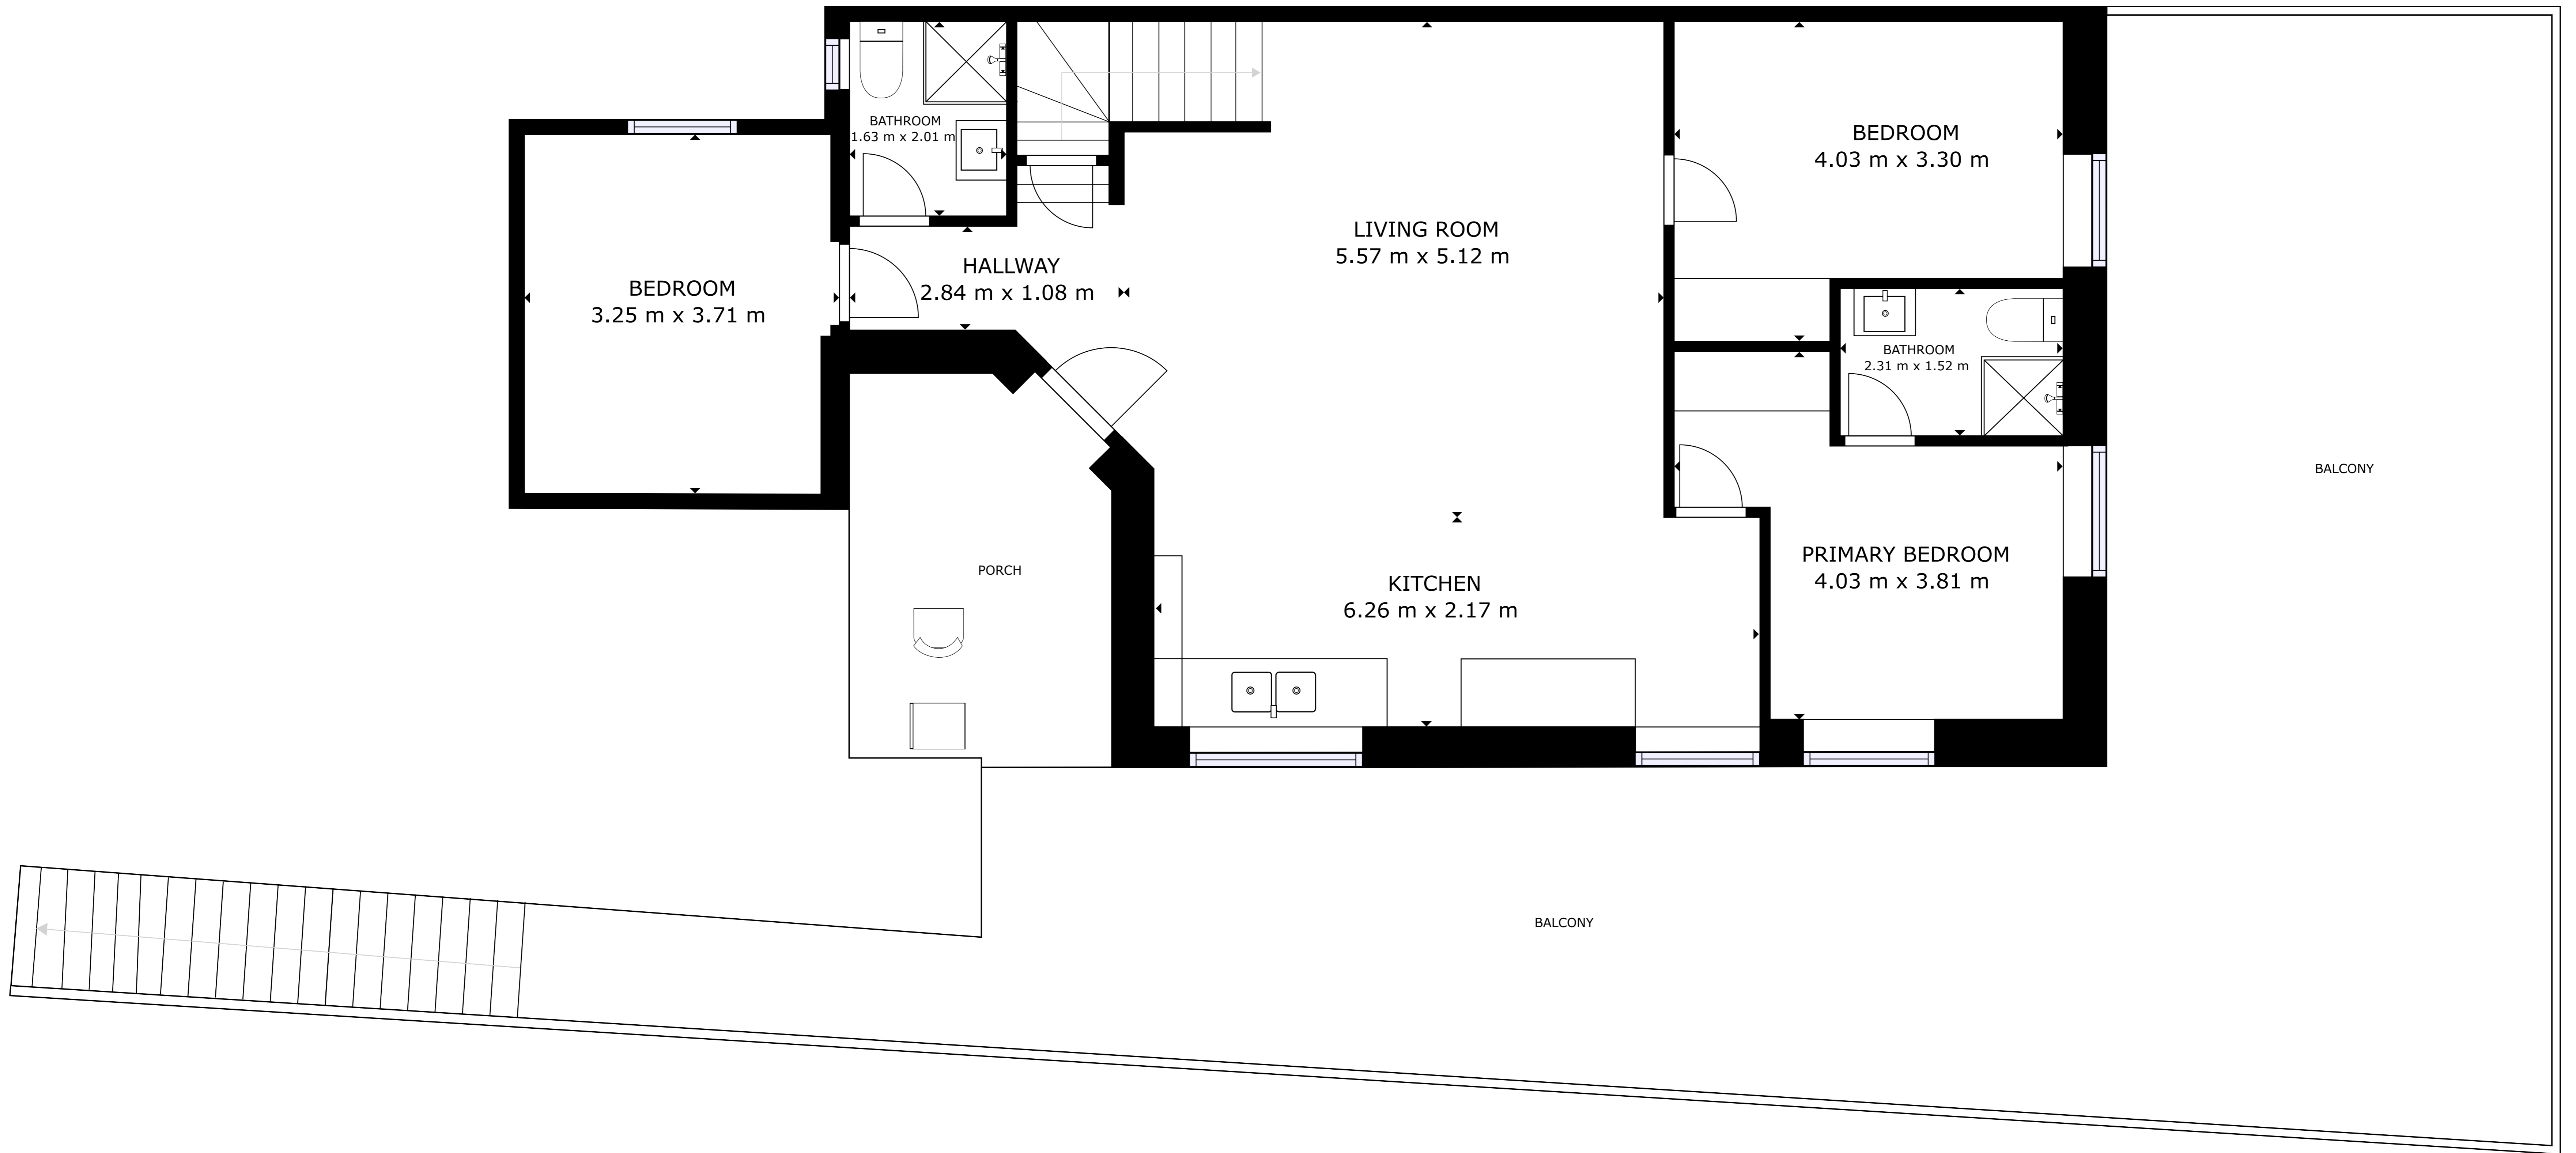 BATHROOM
1.63 m x 2.01 m
BEDROOM
4.03 m x 3.30 m
LIVING ROOM
5.57 m x 5.12 m
HALLWAY
2.84 m x 1.08 m
BEDROOM
3.25 m x 3.71 m
BATHROOM
2.31 m x 1.52 m
BALCONY
PRIMARY BEDROOM
4.03 m x 3.81 m
PORCH
KITCHEN
6.26 m x 2.17 m
BALCONY